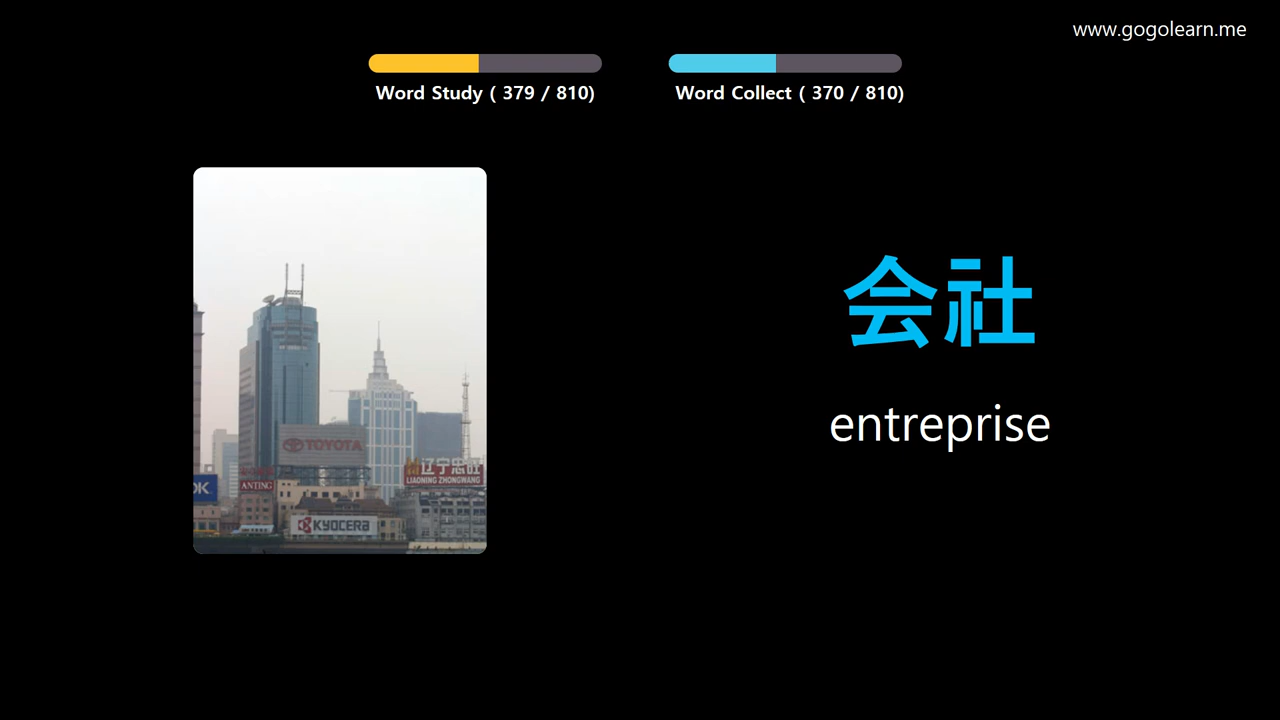 www.gogolearn.me
Word Study ( 379 / 810)
Word Collect ( 370 / 810)
会社
entreprise
TOYOTA
辽宁忠旺
LIAONING ZHONGWANG
ANTING
OK.
KYOCERA